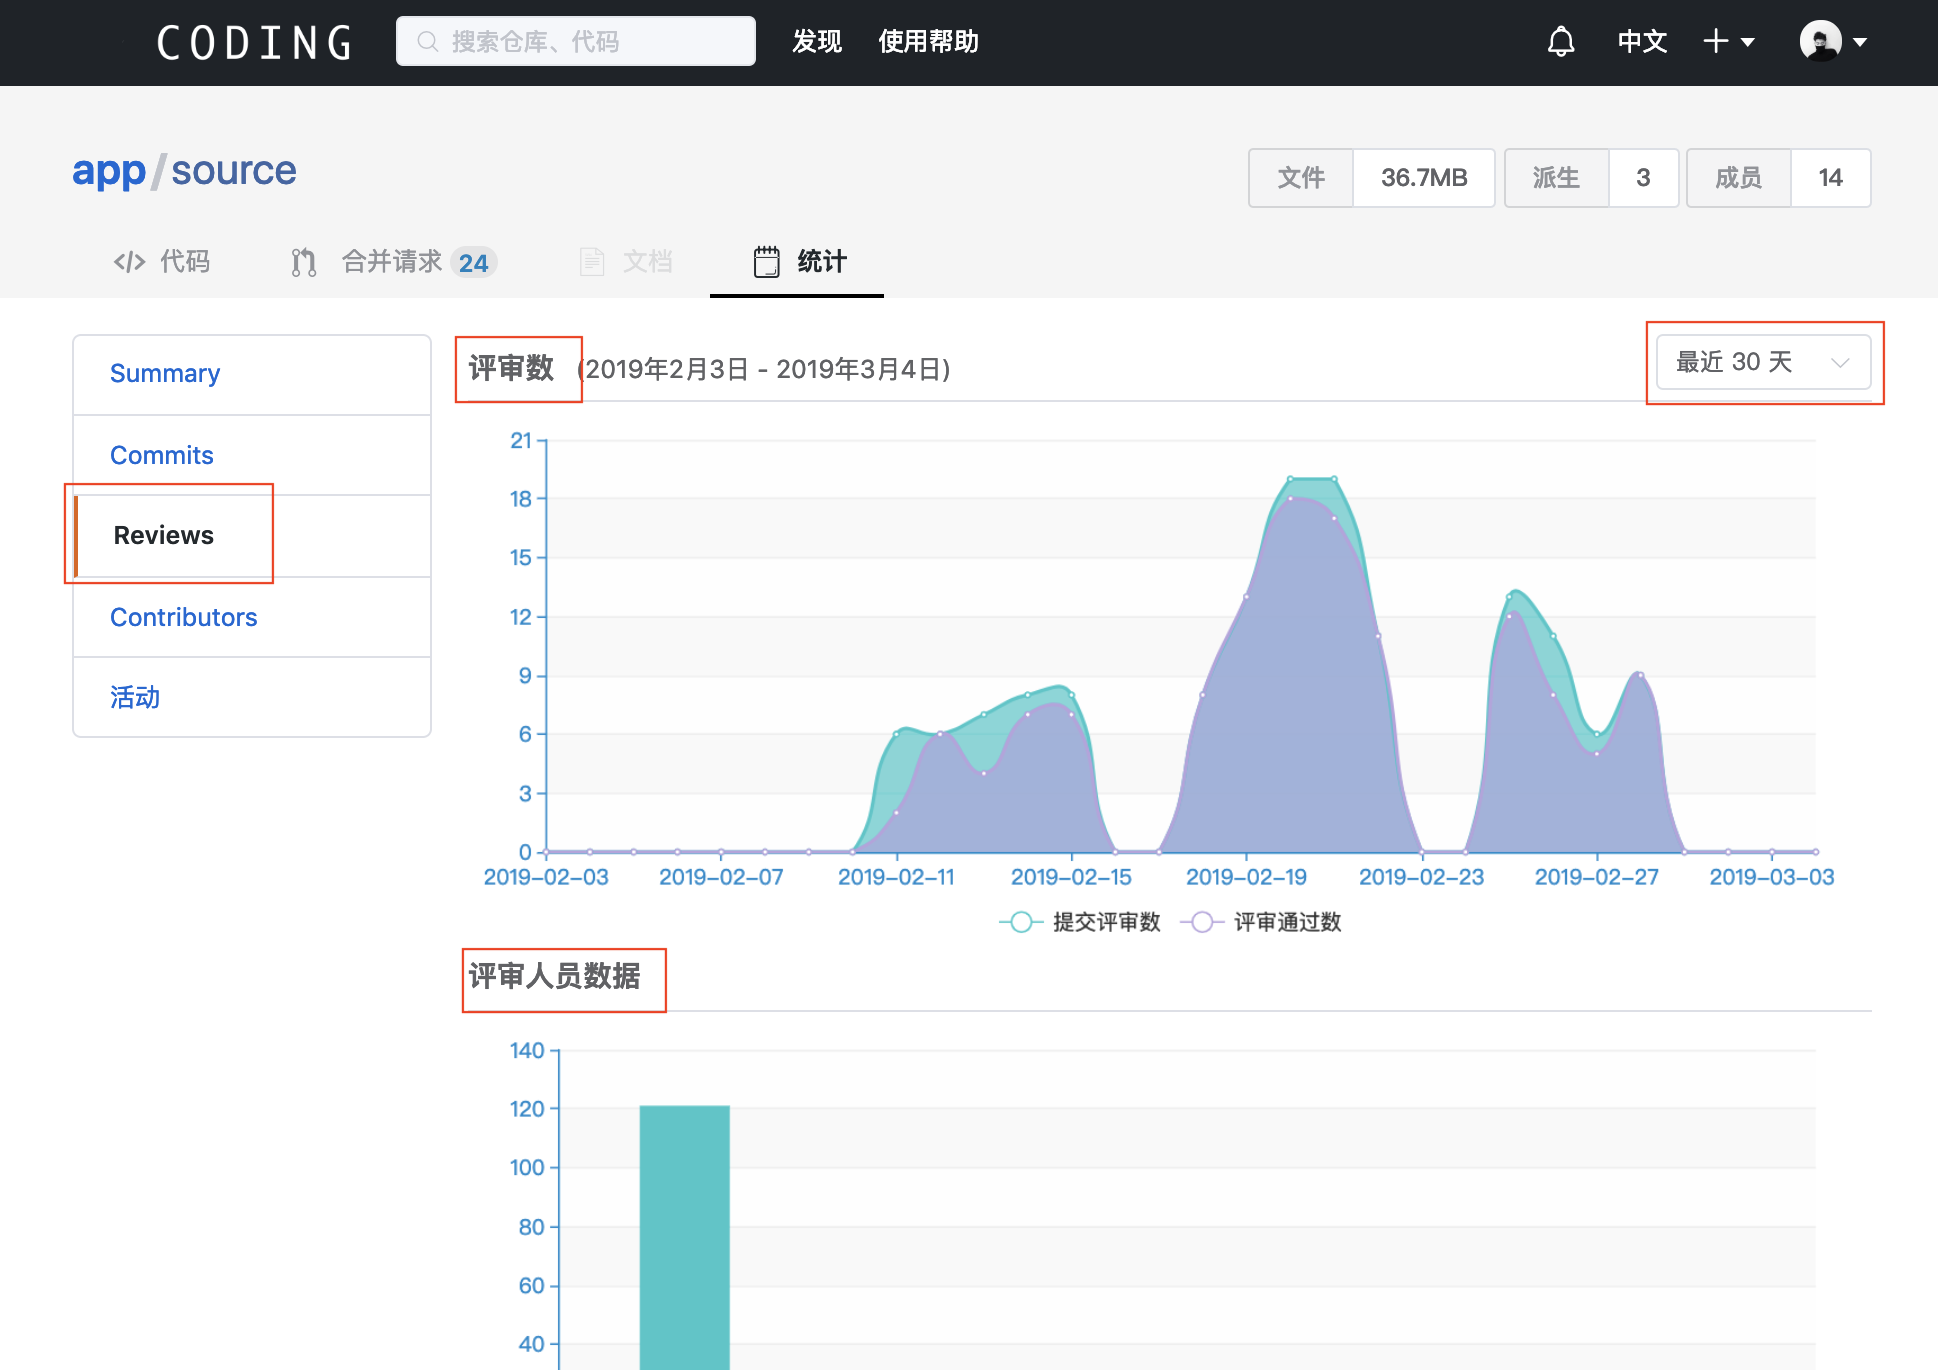 CODING
搜索仓库、代码
发现
使用帮助
中文
app/source
文件 36.7MB
派生 3
成员 14
代码
合并请求 24
文档
统计
Summary
Commits
Reviews
Contributors
活动
评审数 (2019年2月3日 - 2019年3月4日)
最近 30 天
21
18
15
12
9
6
3
0
2019-02-03 2019-02-07 2019-02-11 2019-02-15 2019-02-19 2019-02-23 2019-02-27 2019-03-03
提交评审数 评审通过数
评审人员数据
140
120
100
80
60
40